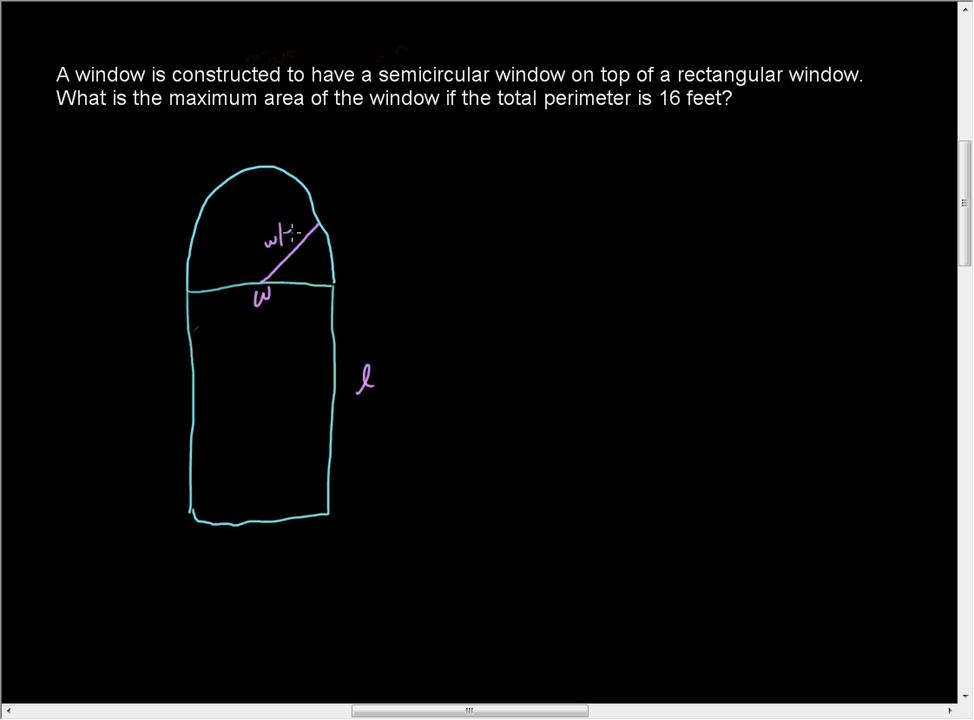 A window is constructed to have a semicircular window on top of a rectangular window.
What is the maximum area of the window if the total perimeter is 16 feet?
w/
w
l